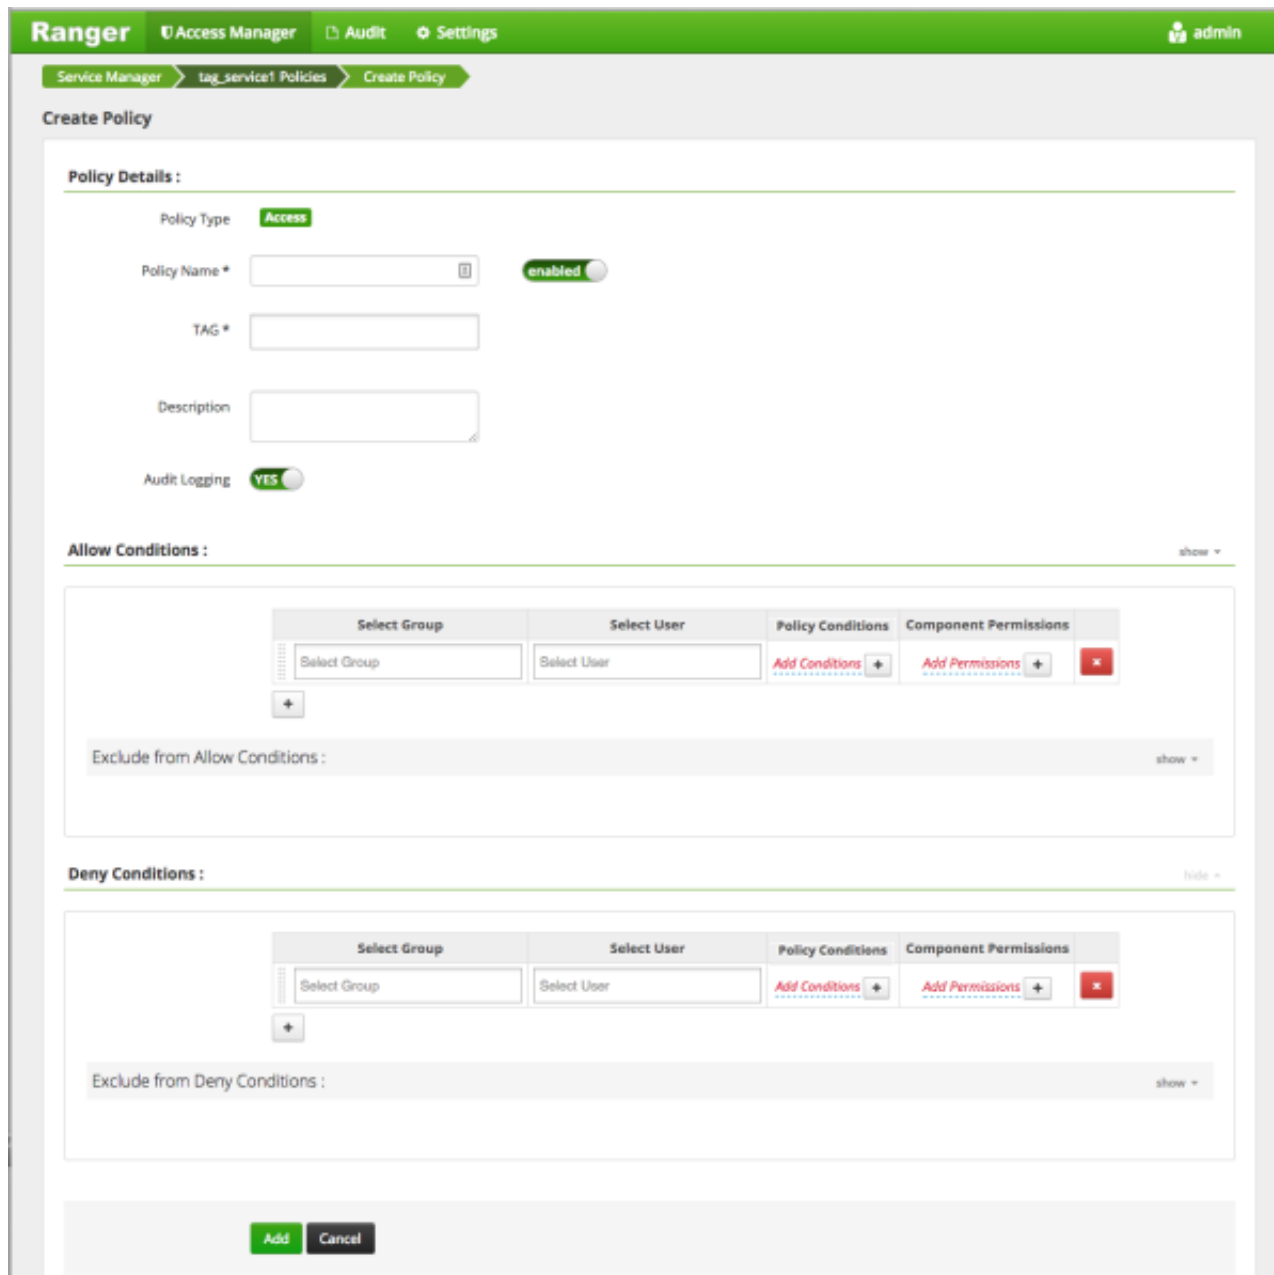 Ranger Access Manager Audit Settings admin
Service Manager tag_service1 Policies Create Policy
Create Policy
Policy Details :
Policy Type Access
Policy Name * enabled
TAG *
Description
Audit Logging YES
Allow Conditions : show
Select Group Select User Policy Conditions Component Permissions
Select Group Select User Add Conditions + Add Permissions + x
+
Exclude from Allow Conditions : show
Deny Conditions : hide
Select Group Select User Policy Conditions Component Permissions
Select Group Select User Add Conditions + Add Permissions + x
+
Exclude from Deny Conditions : show
Add Cancel